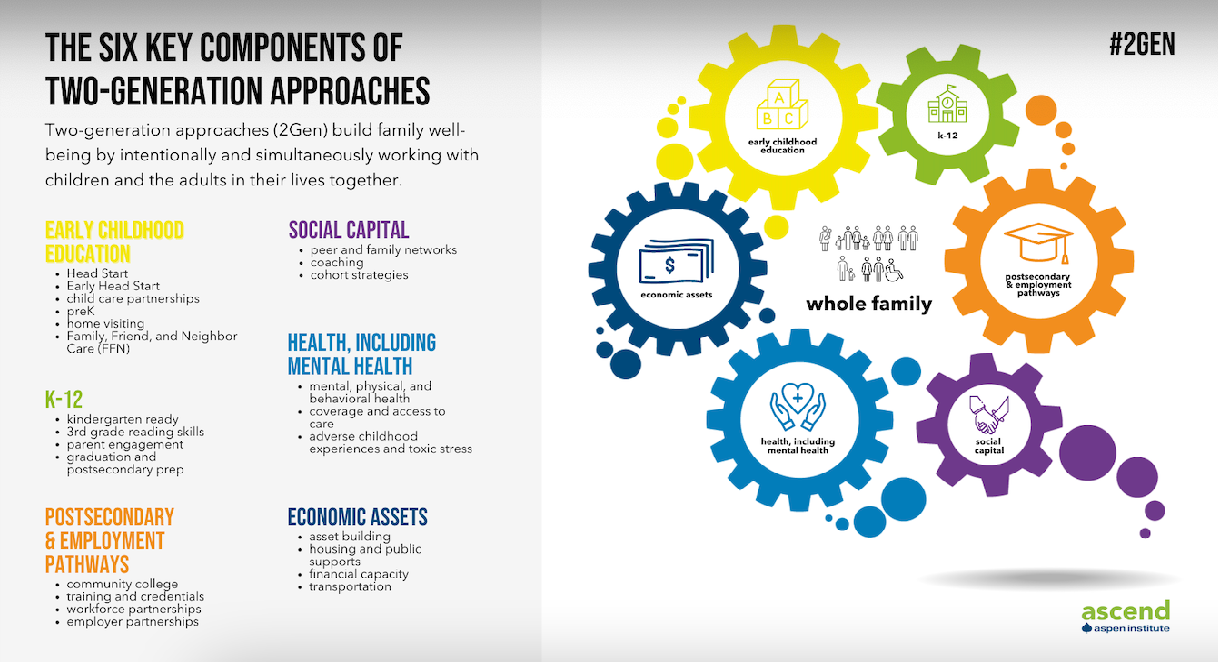 THE SIX KEY COMPONENTS OF
TWO-GENERATION APPROACHES
Two-generation approaches (2Gen) build family well-
being by intentionally and simultaneously working with
children and the adults in their lives together.
EARLY CHILDHOOD
EDUCATION
• Head Start
• Early Head Start
• child care partnerships
• preK
• home visiting
• Family, Friend, and Neighbor
Care (FFN)
K-12
• kindergarten ready
• 3rd grade reading skills
• parent engagement
• graduation and
postsecondary prep
POSTSECONDARY
& EMPLOYMENT
PATHWAYS
• community college
• training and credentials
• workforce partnerships
• employer partnerships
SOCIAL CAPITAL
• peer and family networks
• coaching
• cohort strategies
HEALTH, INCLUDING
MENTAL HEALTH
• mental, physical, and
behavioral health
• coverage and access to
care
• adverse childhood
experiences and toxic stress
ECONOMIC ASSETS
• asset building
• housing and public
supports
• financial capacity
• transportation
#2GEN
A
B C
early childhood
education
k-12
$
economic assets
whole family
postsecondary
& employment
pathways
health, including
mental health
social
capital
ascend
aspen institute